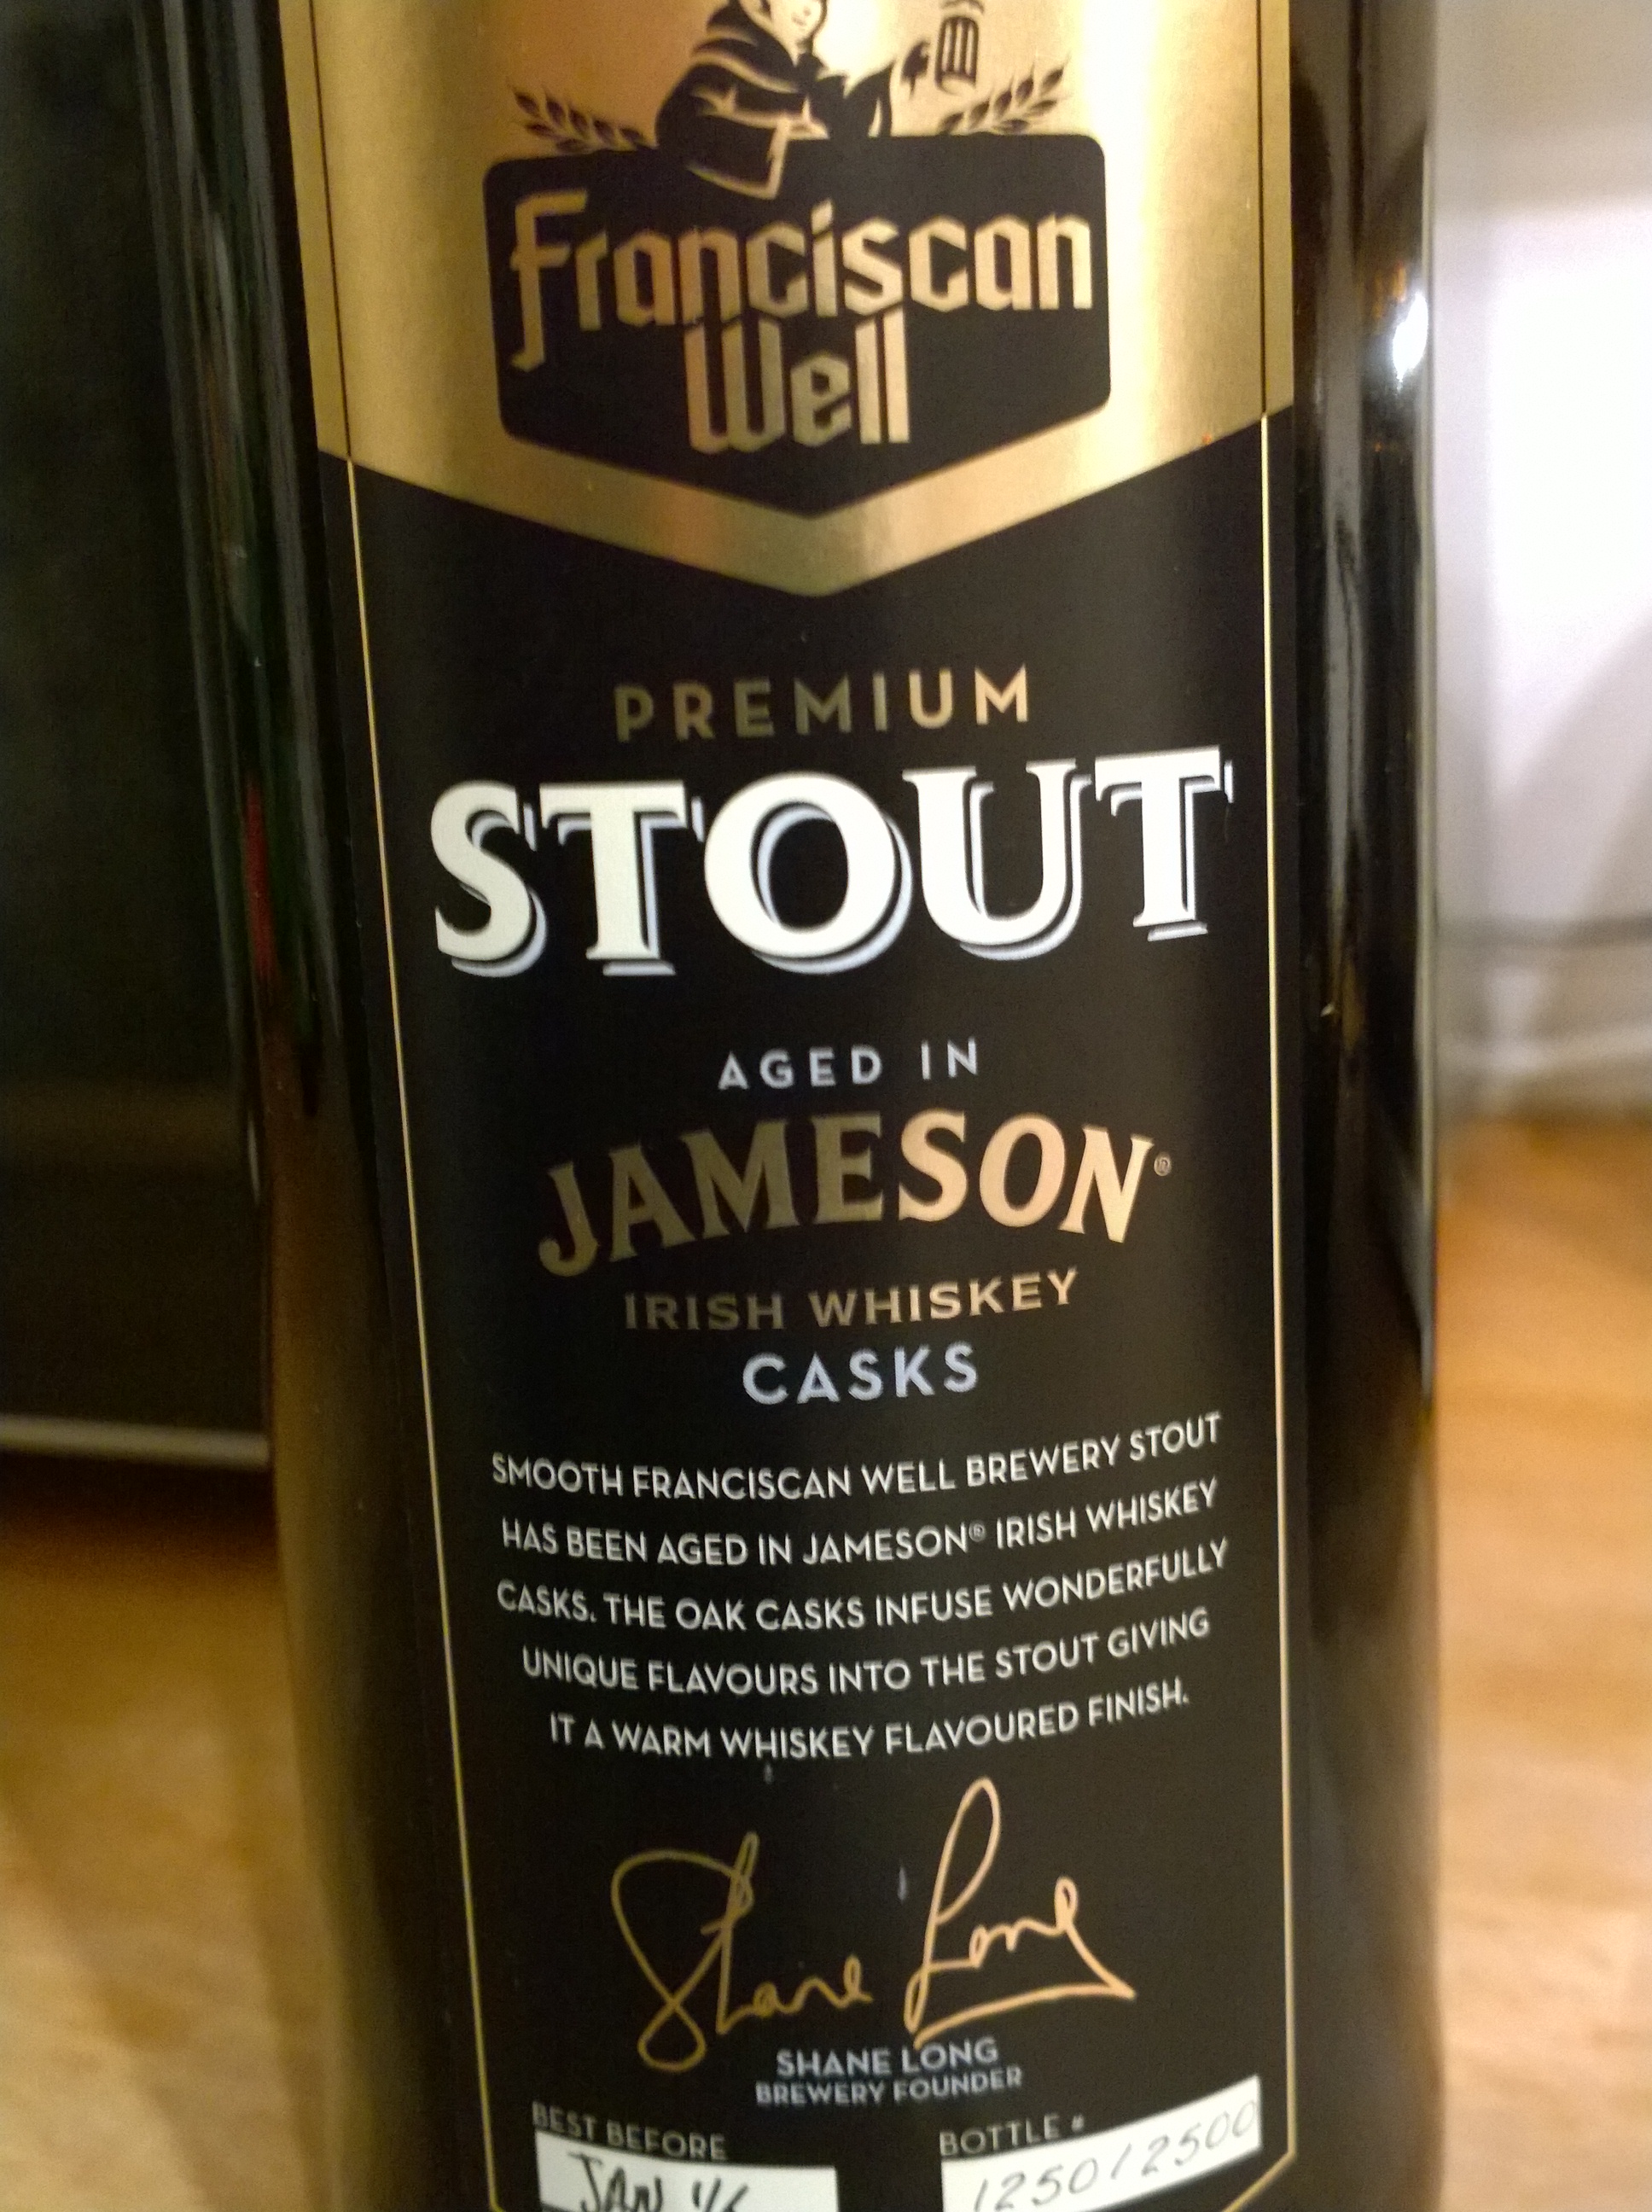 Franciscan
Well
PREMIUM
STOUT
AGED IN
JAMESON®
IRISH WHISKEY
CASKS
SMOOTH FRANCISCAN WELL BREWERY STOUT
HAS BEEN AGED IN JAMESON® IRISH WHISKEY
CASKS. THE OAK CASKS INFUSE WONDERFULLY
UNIQUE FLAVOURS INTO THE STOUT GIVING
IT A WARM WHISKEY FLAVOURED FINISH.
Shane Long
SHANE LONG
BREWERY FOUNDER
BEST BEFORE
JAN
BOTTLE #
1250/2500